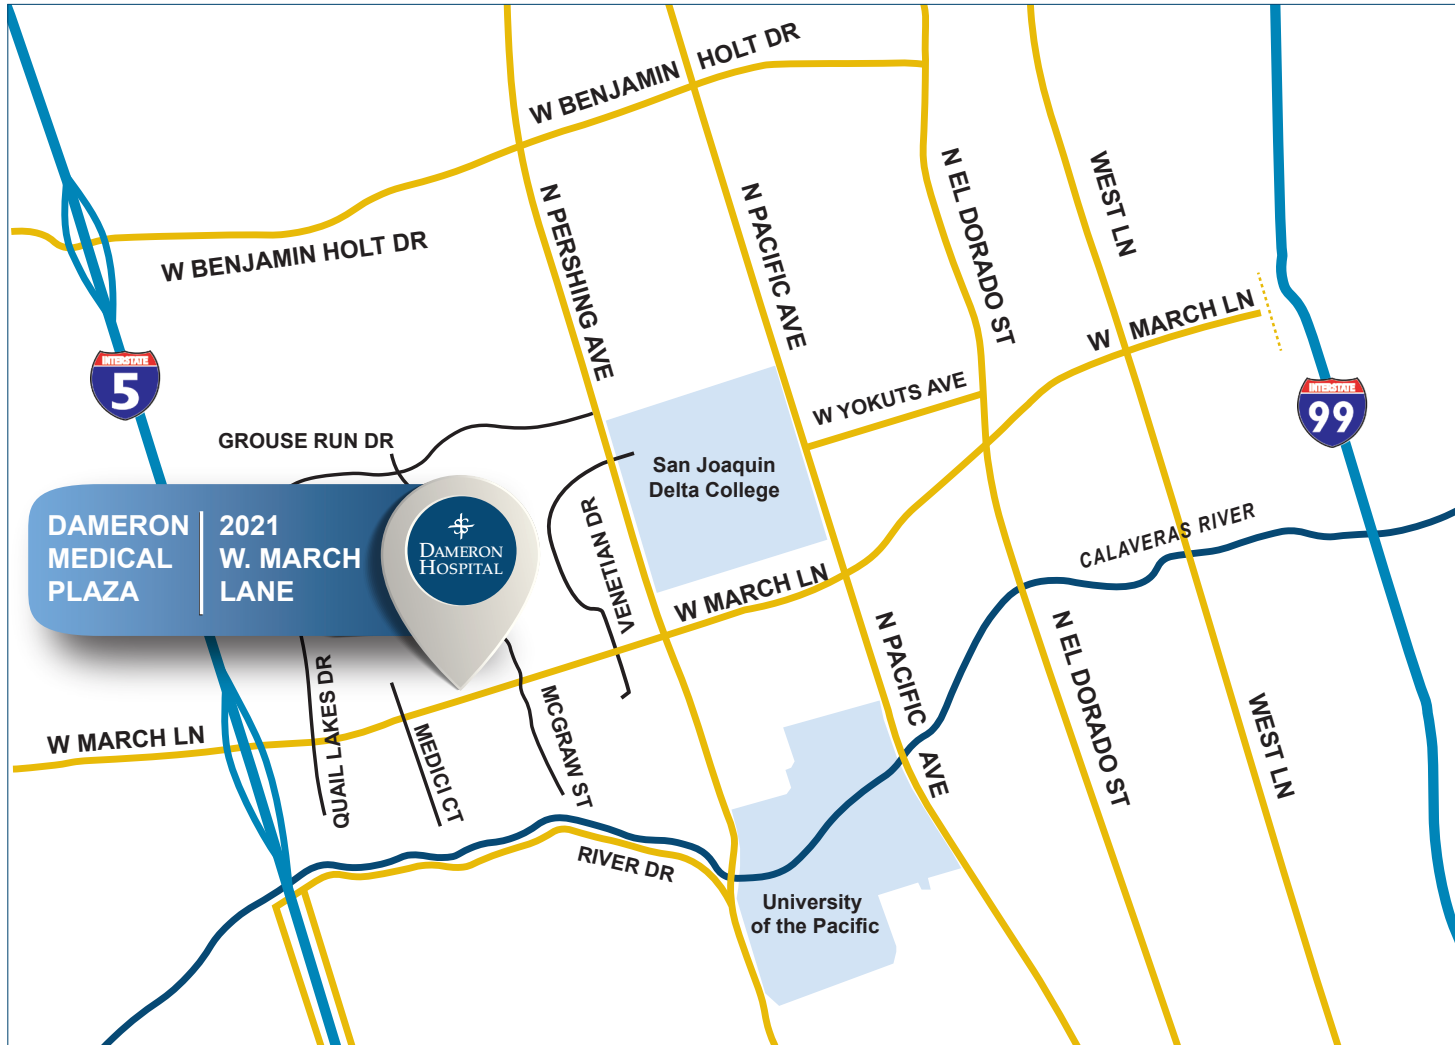 HOLT DR
W BENJAMIN
W BENJAMIN HOLT DR
N PERSHING AVE
N PACIFIC AVE
N EL DORADO ST
WEST LN
W MARCH LN
INTERSTATE
5
INTERSTATE
99
W YOKUTS AVE
GROUSE RUN DR
San Joaquin
Delta College
DAMERON
MEDICAL
PLAZA
2021
W. MARCH
LANE
DAMERON
HOSPITAL
VENETIAN DR
CALAVERAS RIVER
W MARCH LN
N PACIFIC
AVE
N EL DORADO ST
WEST LN
W MARCH LN
QUAIL LAKES DR
MEDICI CT
MCGRAW ST
RIVER DR
University
of the Pacific